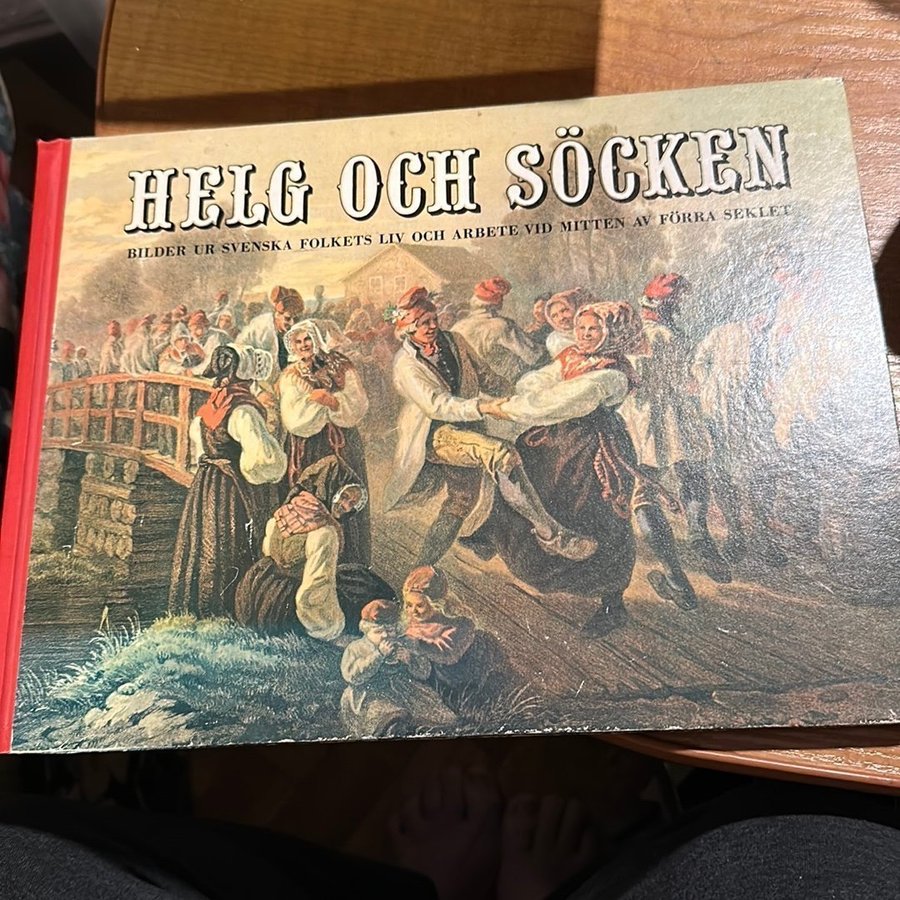 HELG OCH SÖCKEN
BILDER UR SVENSKA FOLKETS LIV OCH ARBETE VID MITTEN AV FÖRRA SEKLET